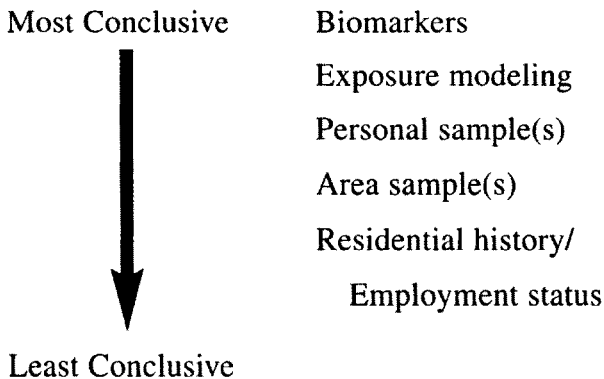 Most Conclusive
Biomarkers
Exposure modeling
Personal sample(s)
Area sample(s)
Residential history/
Employment status
Least Conclusive